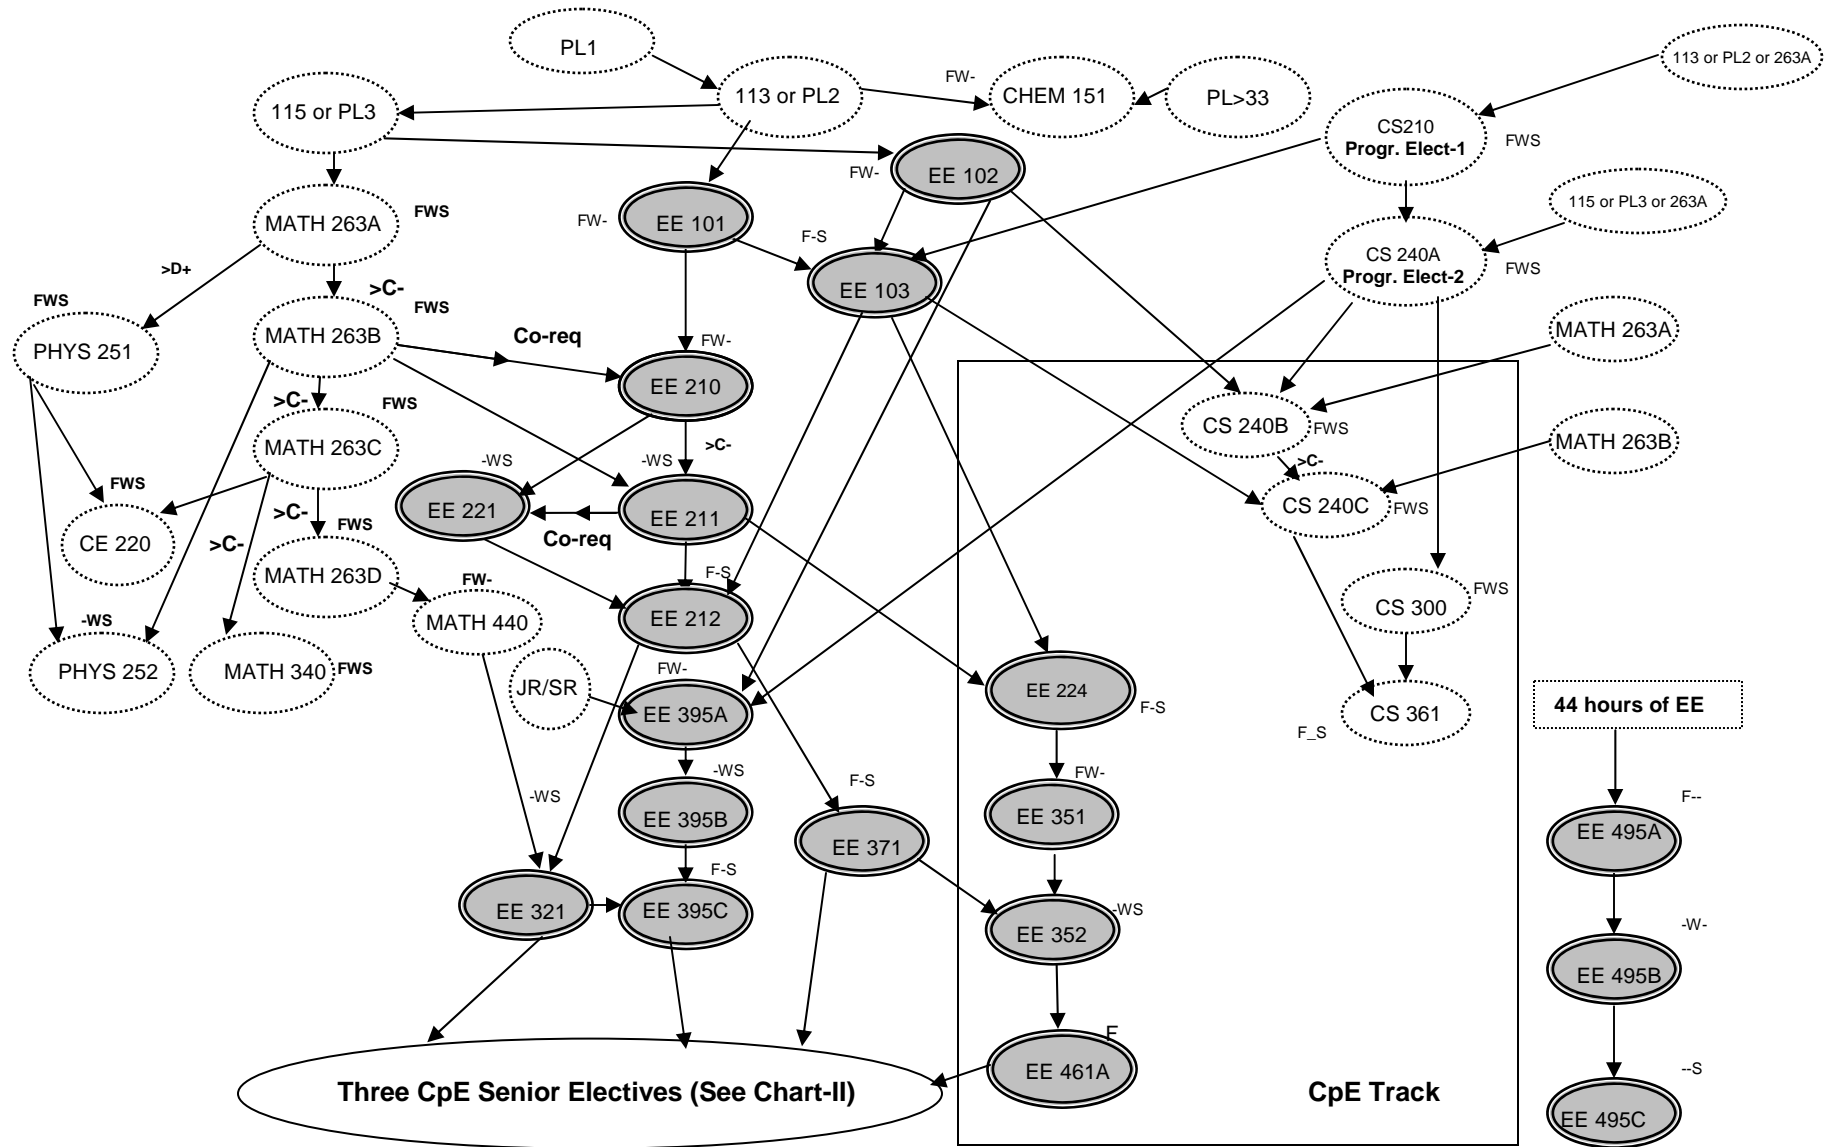 PL1
113 or PL2
FW-
CHEM 151
PL>33
113 or PL2 or 263A
115 or PL3
CS210
Progr. Elect-1
FWS
EE 102
FW-
MATH 263A
FWS
EE 101
FW-
115 or PL3 or 263A
CS 240A
Progr. Elect-2
FWS
F-S
EE 103
>D+
>C-
FWS
FWS
MATH 263B
PHYS 251
Co-req
FW-
EE 210
MATH 263A
CS 240B
FWS
MATH 263B
>C-
FWS
MATH 263C
>C-
-WS
-WS
>C-
CS 240C
FWS
FWS
EE 221
EE 211
Co-req
>C-
FWS
CE 220
>C-
MATH 263D
FW-
MATH 440
F-S
EE 212
CS 300
FWS
-WS
PHYS 252
MATH 340
FWS
JR/SR
FW-
EE 395A
EE 224
F-S
CS 361
F_S
44 hours of EE
-WS
EE 395B
-WS
F-S
EE 371
FW-
EE 351
F--
EE 495A
F-S
EE 321
EE 395C
-WS
EE 352
-W-
EE 495B
F
EE 461A
--S
EE 495C
Three CpE Senior Electives (See Chart-II)
CpE Track